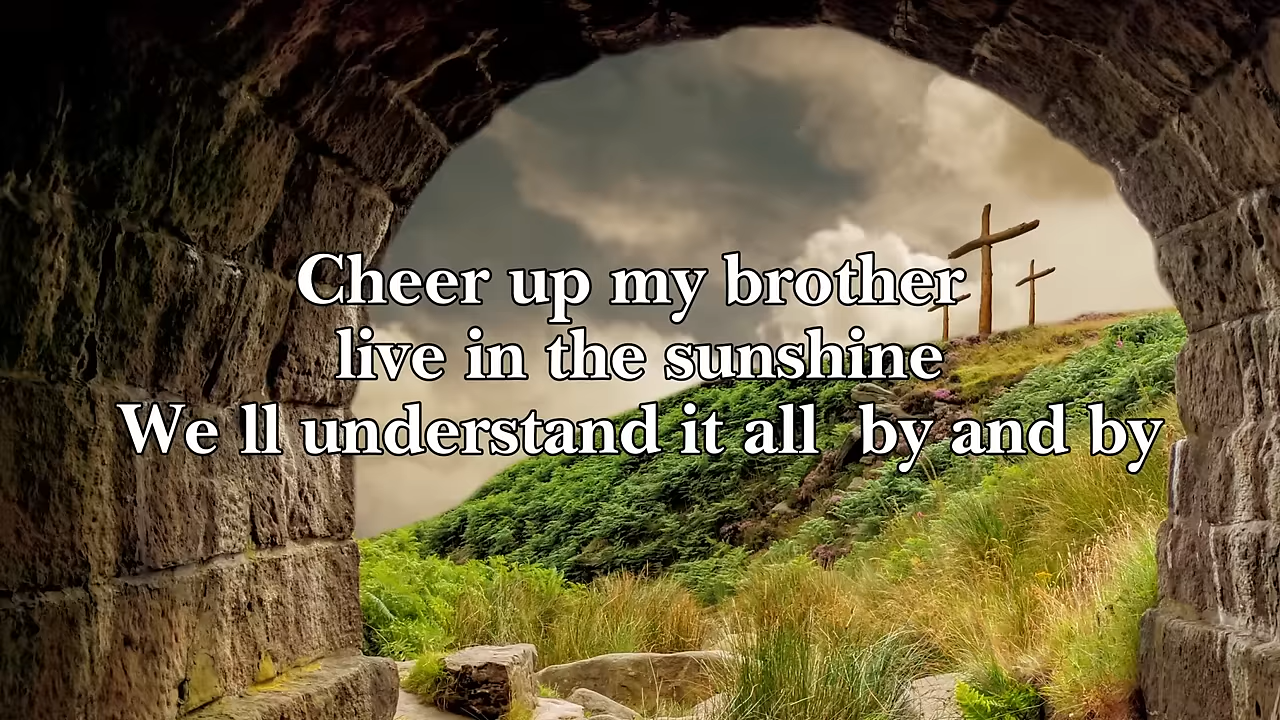 Cheer up my brother
live in the sunshine
We ll understand it all  by and by